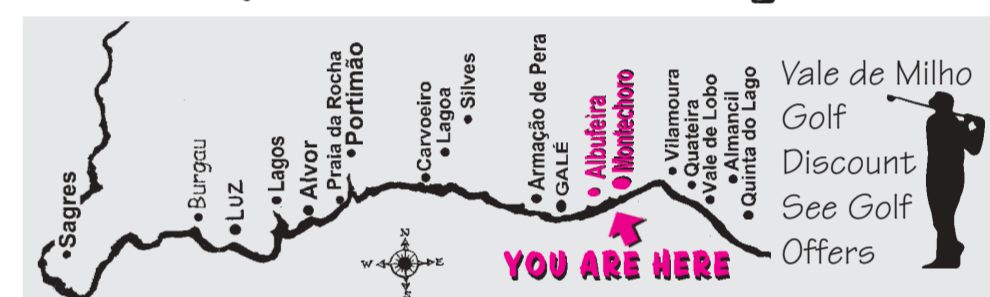 Sagres
Burgau
LUZ
Lagos
Alvor
Praia da Rocha
Portimão
Carvoeiro
Lagoa
Silves
Armação de Pera
GALÉ
Albufeira
Montechoro
Vilamoura
Quateira
Vale de Lobo
Almancil
Quinta do Lago
Vale de Milho
Golf
Discount
See Golf
Offers
N
W
E
YOU ARE HERE